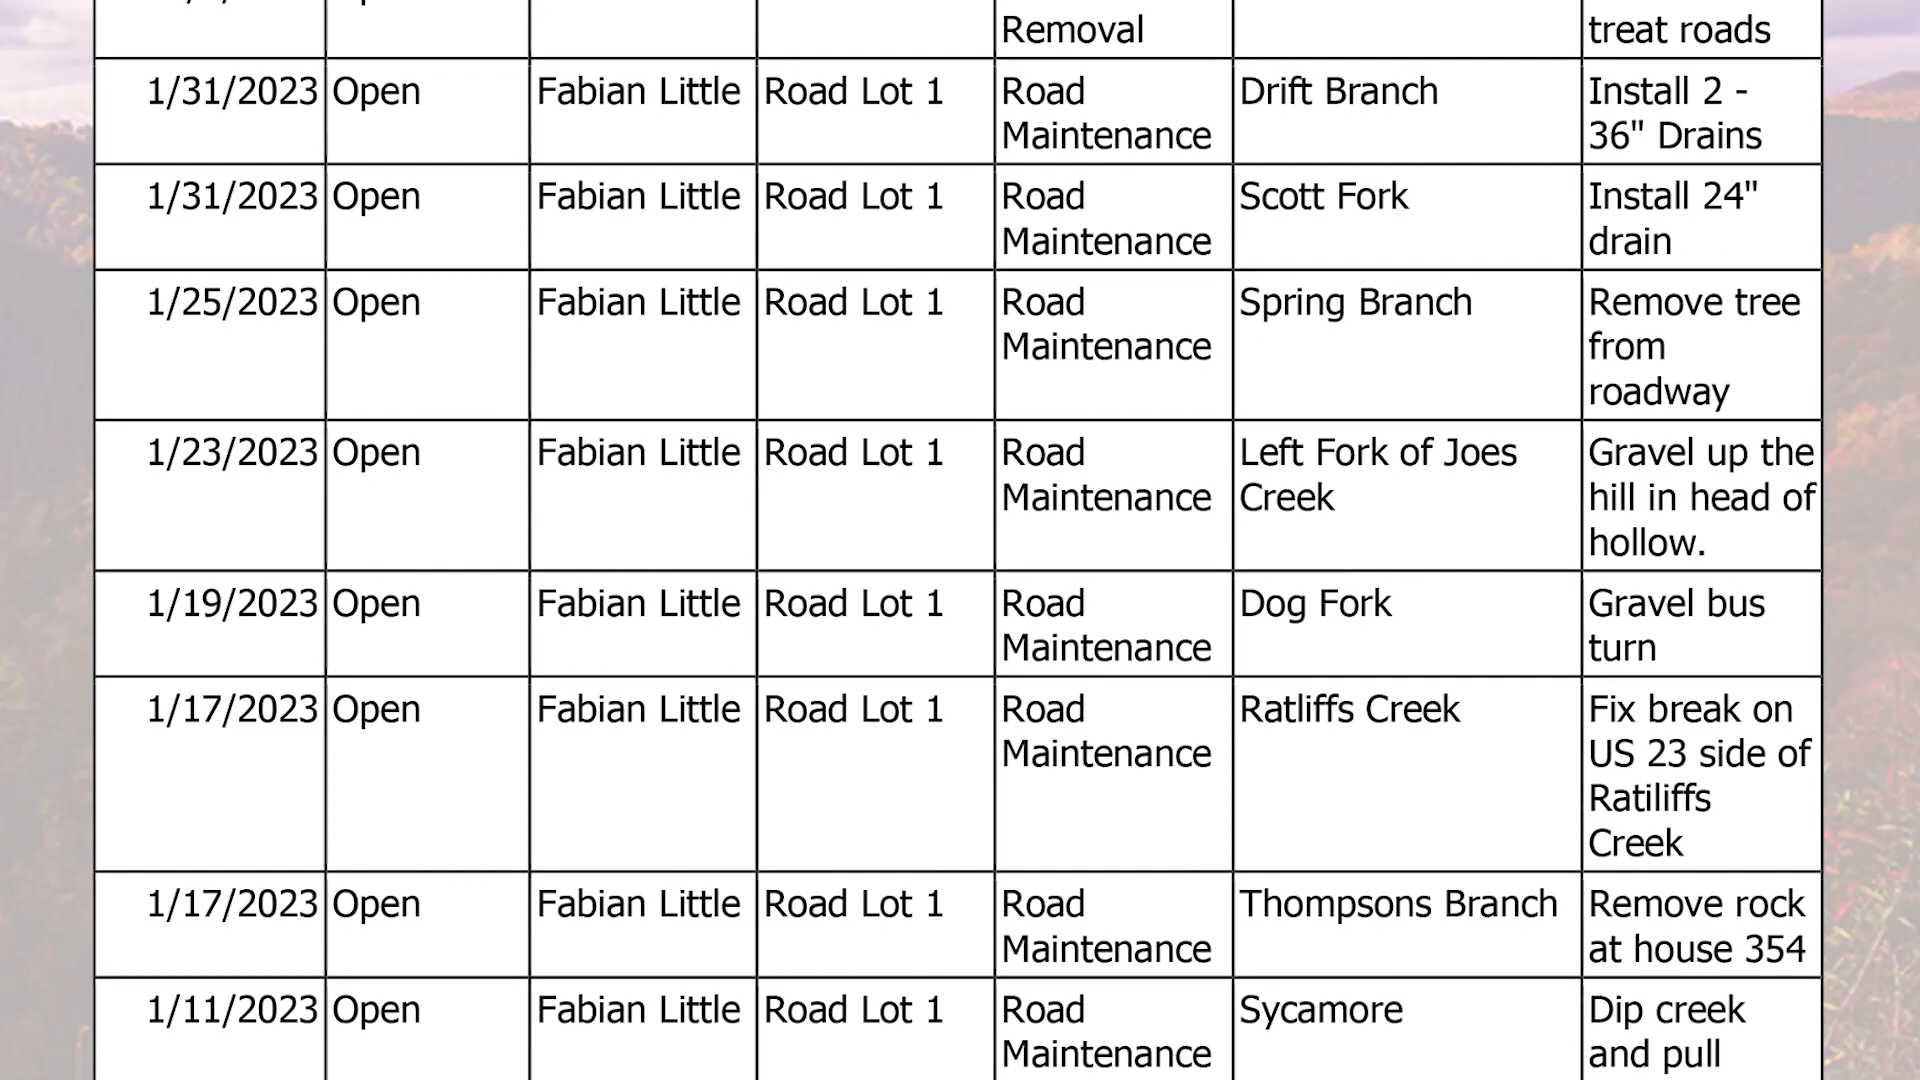 Removal treat roads
1/31/2023 Open Fabian Little Road Lot 1 Road Drift Branch Install 2 -
Maintenance 36" Drains
1/31/2023 Open Fabian Little Road Lot 1 Road Scott Fork Install 24"
Maintenance drain
1/25/2023 Open Fabian Little Road Lot 1 Road Spring Branch Remove tree
Maintenance from
roadway
1/23/2023 Open Fabian Little Road Lot 1 Road Left Fork of Joes Gravel up the
Maintenance Creek hill in head of
hollow.
1/19/2023 Open Fabian Little Road Lot 1 Road Dog Fork Gravel bus
Maintenance turn
1/17/2023 Open Fabian Little Road Lot 1 Road Ratliffs Creek Fix break on
Maintenance US 23 side of
Ratiliffs
Creek
1/17/2023 Open Fabian Little Road Lot 1 Road Thompsons Branch Remove rock
Maintenance at house 354
1/11/2023 Open Fabian Little Road Lot 1 Road Sycamore Dip creek
Maintenance and pull